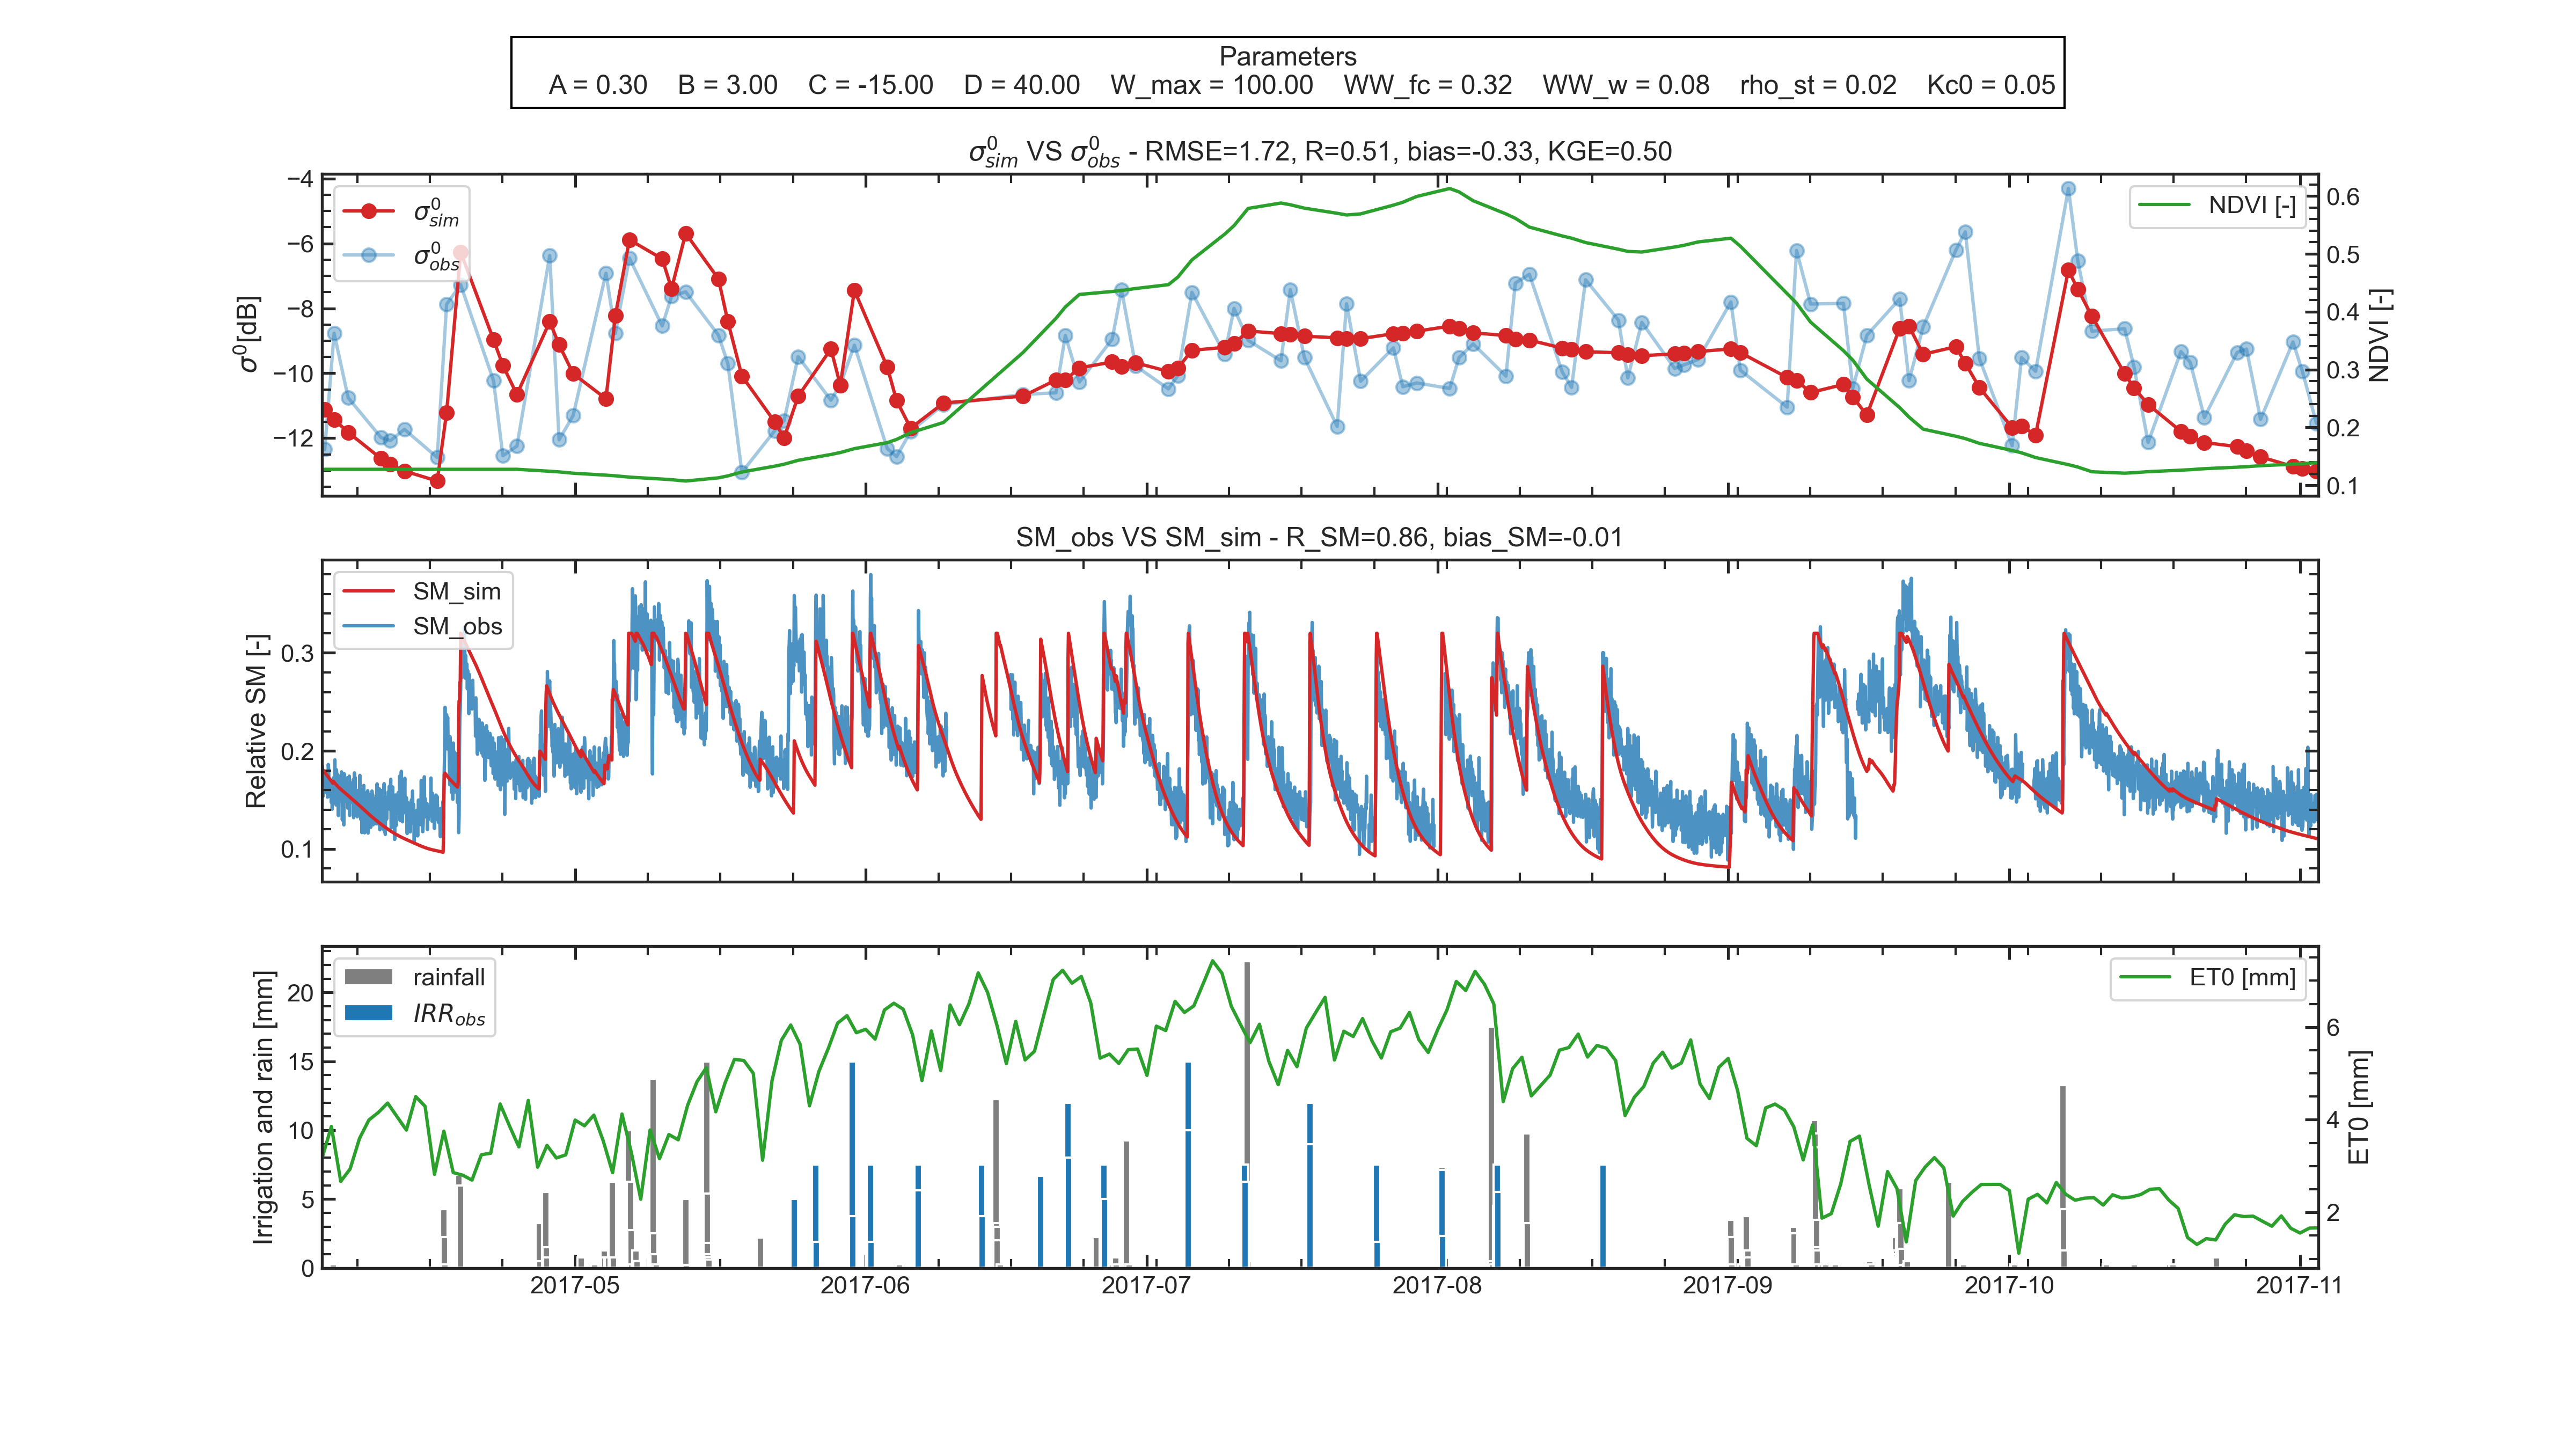 Parameters
A = 0.30 B = 3.00 C = -15.00 D = 40.00 W_max = 100.00 WW_fc = 0.32 WW_w = 0.08 rho_st = 0.02 Kc0 = 0.05
σ⁰sim VS σ⁰obs - RMSE=1.72, R=0.51, bias=-0.33, KGE=0.50
σ⁰sim
σ⁰obs
NDVI [-]
σ⁰[dB]
−4
−6
−8
−10
−12
NDVI [-]
0.6
0.5
0.4
0.3
0.2
0.1
SM_obs VS SM_sim - R_SM=0.86, bias_SM=-0.01
SM_sim
SM_obs
Relative SM [-]
0.3
0.2
0.1
rainfall
IRRobs
ET0 [mm]
Irrigation and rain [mm]
20
15
10
5
0
ET0 [mm]
6
4
2
2017-05 2017-06 2017-07 2017-08 2017-09 2017-10 2017-11